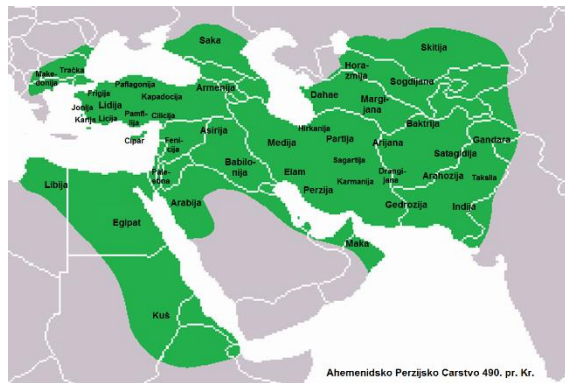 Saka
Skitija
Make-
donija
Tračka
Hora-
zmija
Sogdijana
Frigija
Paflagonija
Kapadocija
Armenija
Dahae
Margi-
jana
Jonija
Lidija
Karija
Licija
Pamfi-
lija
Cilicija
Cipar
Asirija
Hirkanija
Baktrija
Feni-
cija
Medija
Partija
Arijana
Gandara
Satagidija
Babilo-
nija
Sagartija
Pale-
stina
Elam
Karmanija
Drangi-
jana
Arahozija
Taksila
Libija
Perzija
Arabija
Gedrozija
Indija
Egipat
Maka
Kuš
Ahemenidsko Perzijsko Carstvo 490. pr. Kr.